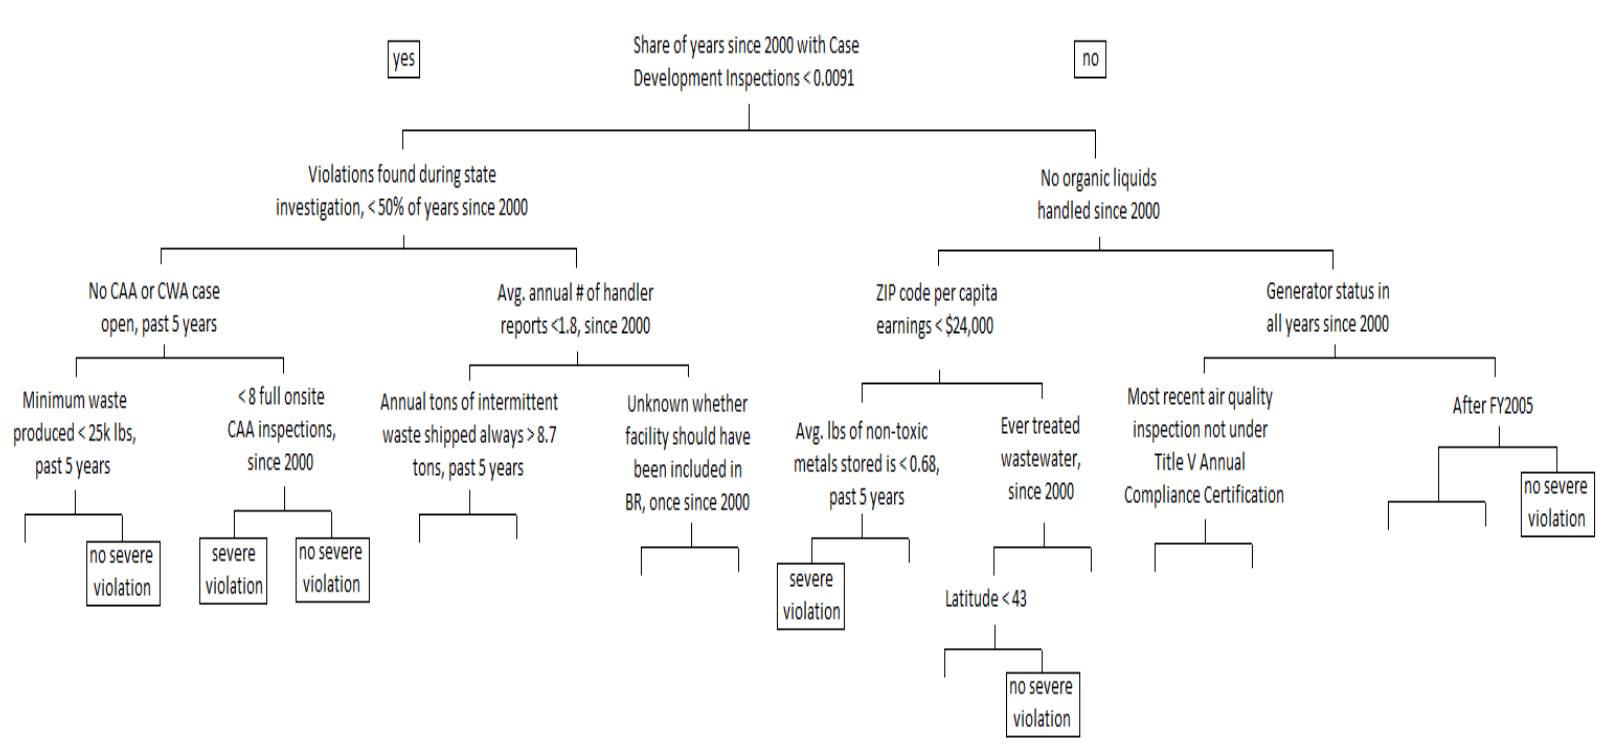 yes
Share of years since 2000 with Case
Development Inspections < 0.0091
no
Violations found during state
investigation, < 50% of years since 2000
No organic liquids
handled since 2000
No CAA or CWA case
open, past 5 years
Avg. annual # of handler
reports <1.8, since 2000
ZIP code per capita
earnings < $24,000
Generator status in
all years since 2000
Minimum waste
produced < 25k lbs,
past 5 years
< 8 full onsite
CAA inspections,
since 2000
Annual tons of intermittent
waste shipped always > 8.7
tons, past 5 years
Unknown whether
facility should have
been included in
BR, once since 2000
Avg. lbs of non-toxic
metals stored is < 0.68,
past 5 years
Ever treated
wastewater,
since 2000
Most recent air quality
inspection not under
Title V Annual
Compliance Certification
After FY2005
no severe
violation
severe
violation
no severe
violation
severe
violation
Latitude < 43
no severe
violation
no severe
violation